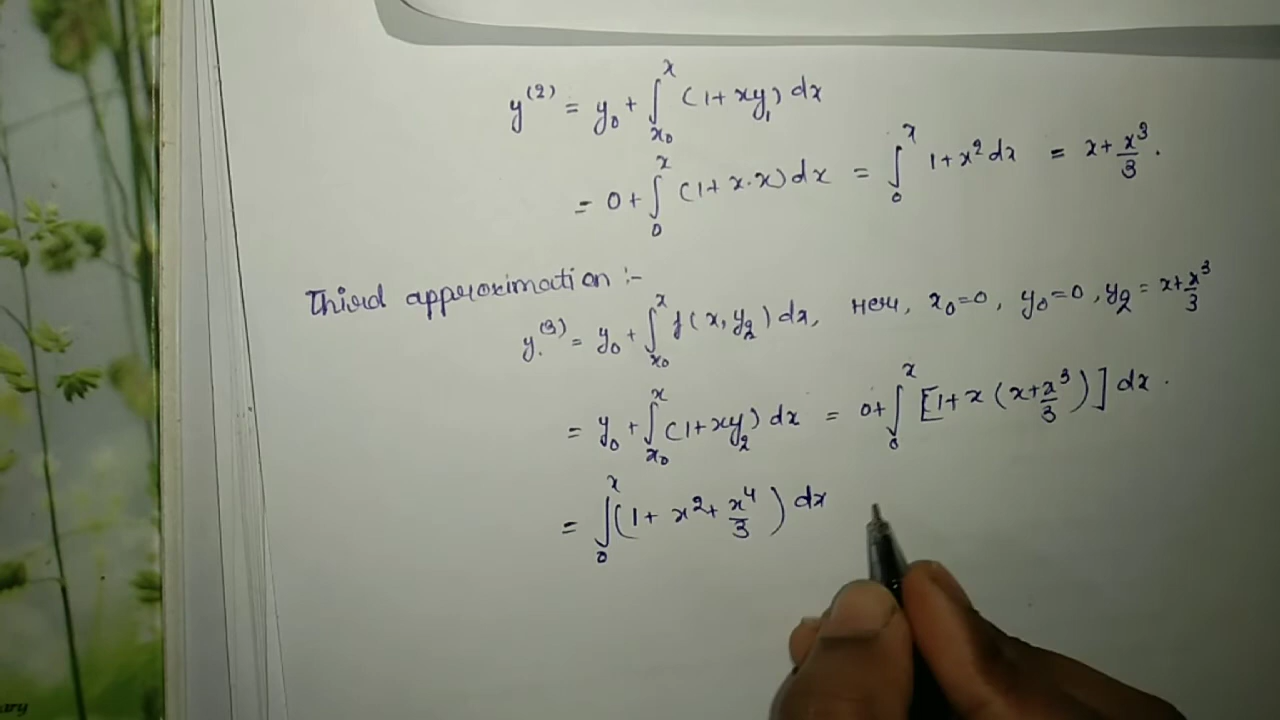 y^(2) = y₀ + ∫_{x₀}^{x} (1 + xy₁) dx
= 0 + ∫_0^x (1 + x·x) dx = ∫_0^x 1 + x² dx = x + x³/3 .
Third approximation :-
y^(3) = y₀ + ∫_{x₀}^{x} f(x, y₂) dx, Here, x₀=0, y₀=0, y₂ = x + x³/3
= y₀ + ∫_{x₀}^{x} (1 + xy₂) dx = 0 + ∫_0^x [1 + x (x + x³/3)] dx .
= ∫_0^x (1 + x² + x⁴/3) dx
ary